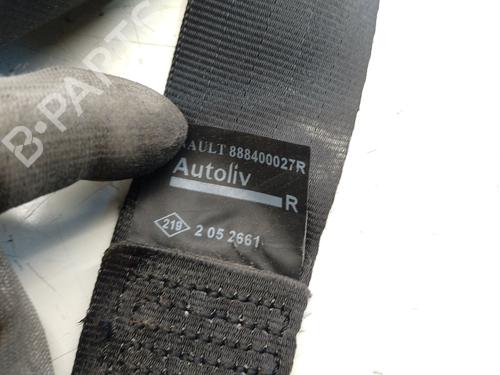 AULT 888400027R
Autoliv
R
219 2 05 2661
B-PARTS